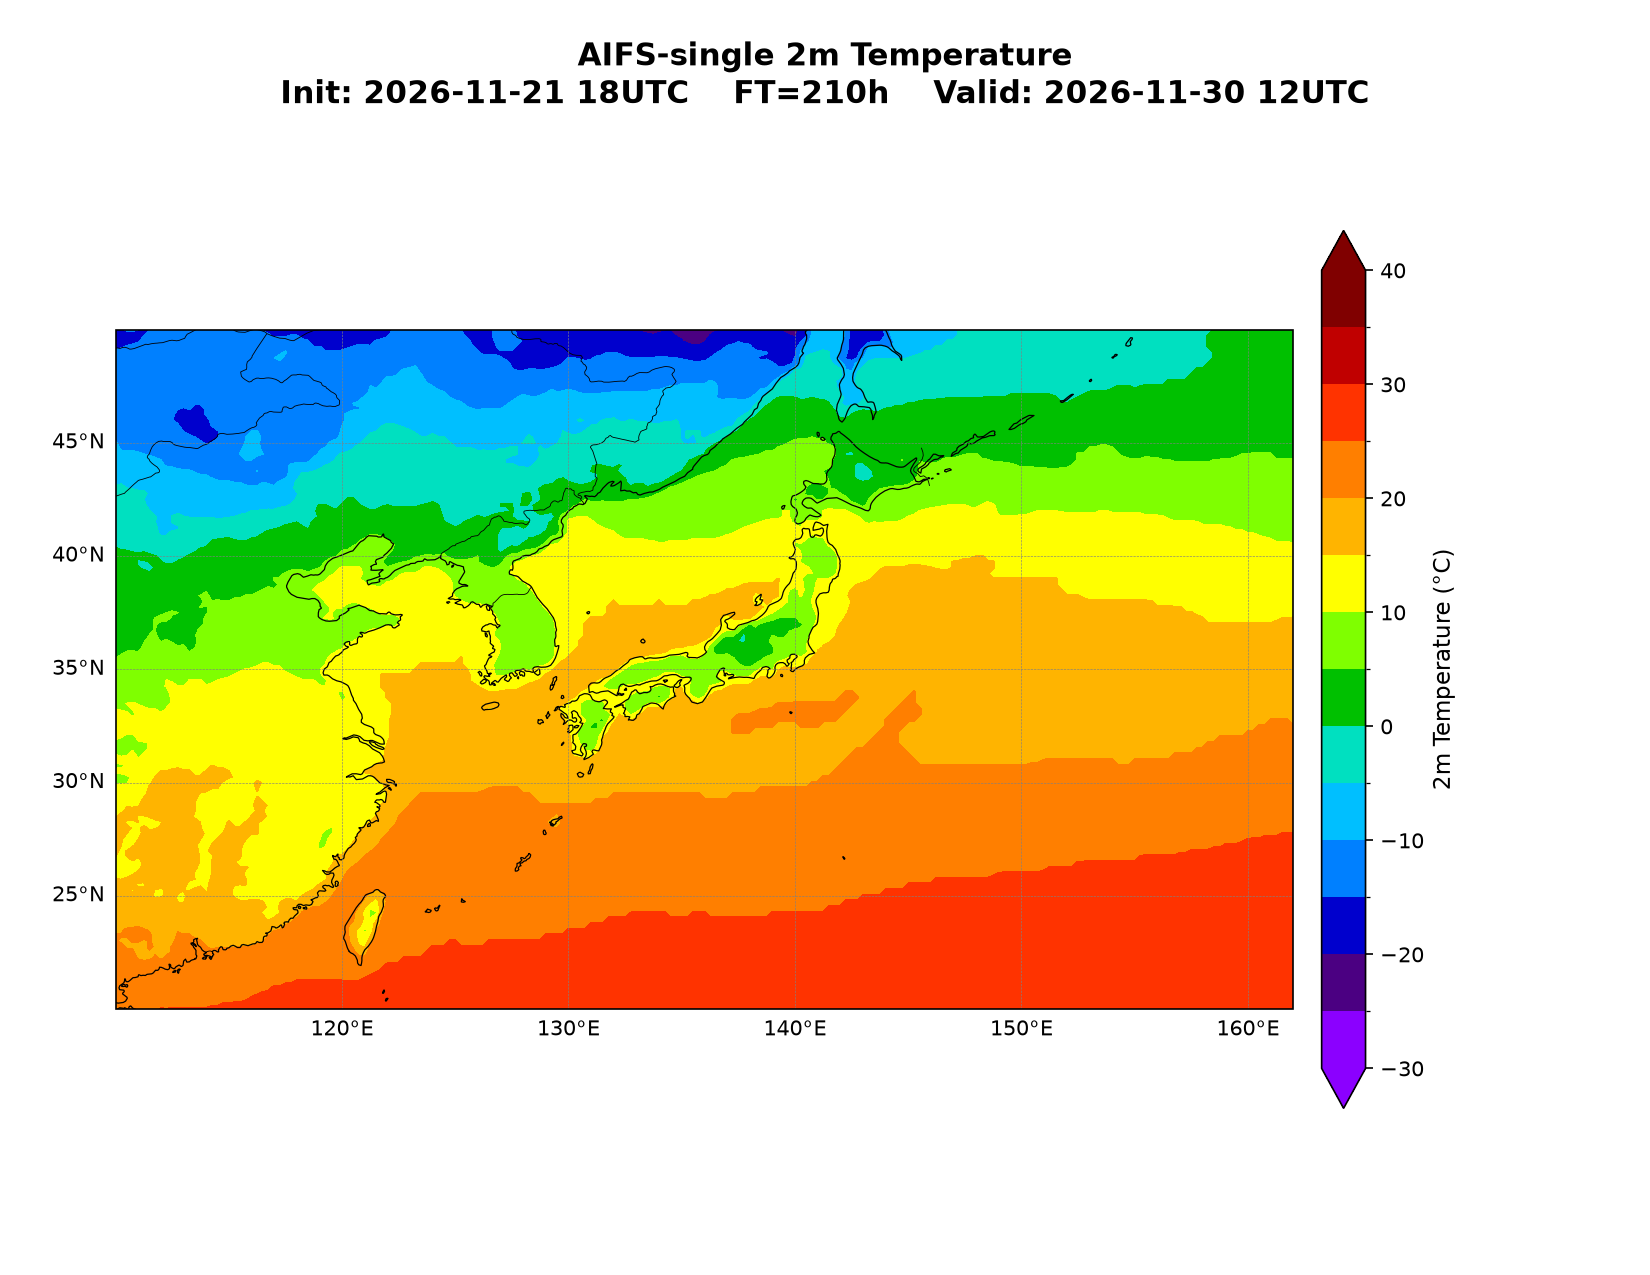 AIFS-single 2m Temperature
Init: 2026-11-21 18UTC    FT=210h    Valid: 2026-11-30 12UTC
45°N
40°N
35°N
30°N
25°N
120°E
130°E
140°E
150°E
160°E
40
30
20
10
0
−10
−20
−30
2m Temperature (°C)